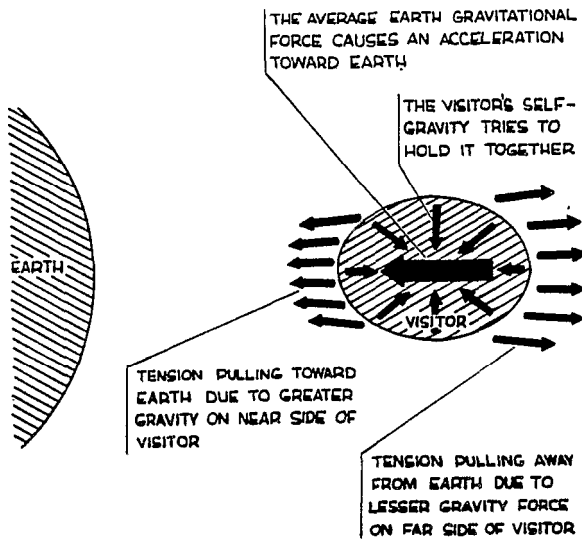 THE AVERAGE EARTH GRAVITATIONAL
FORCE CAUSES AN ACCELERATION
TOWARD EARTH
THE VISITOR'S SELF-
GRAVITY TRIES TO
HOLD IT TOGETHER
EARTH
VISITOR
TENSION PULLING TOWARD
EARTH DUE TO GREATER
GRAVITY ON NEAR SIDE OF
VISITOR
TENSION PULLING AWAY
FROM EARTH DUE TO
LESSER GRAVITY FORCE
ON FAR SIDE OF VISITOR